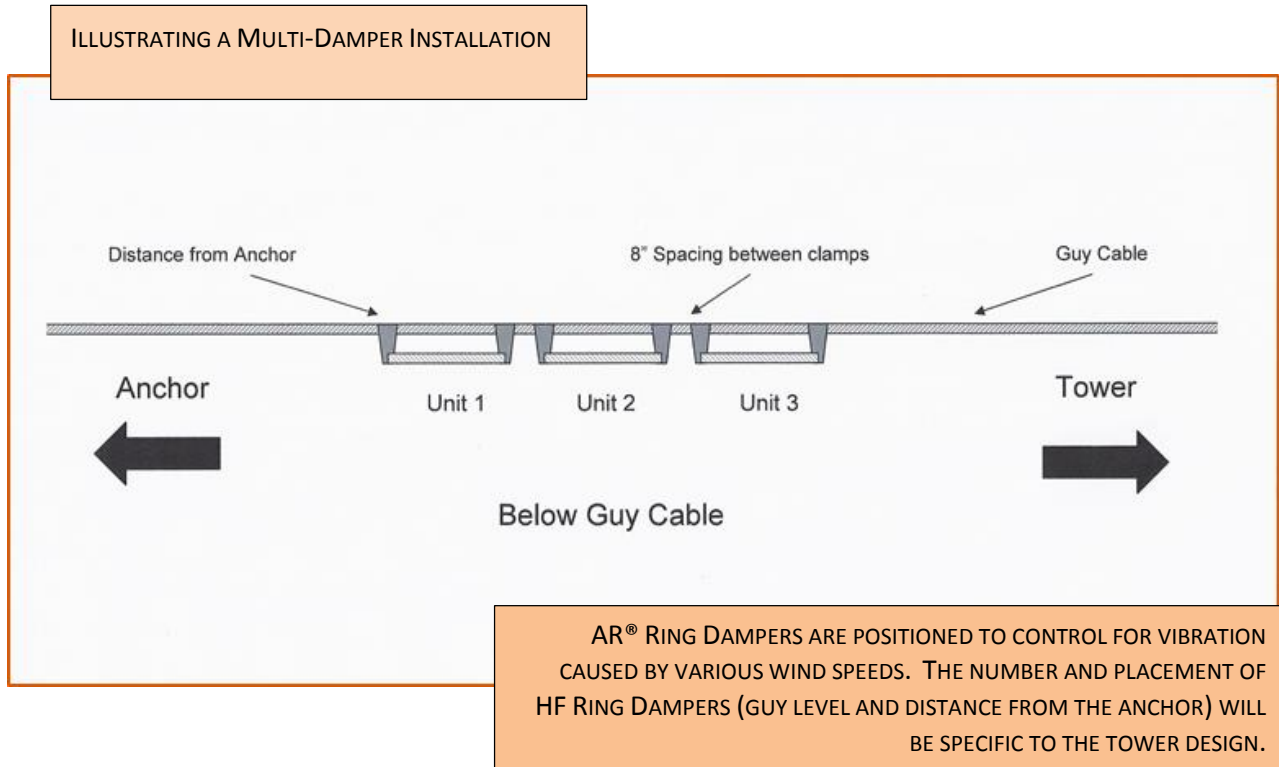 ILLUSTRATING A MULTI-DAMPER INSTALLATION
Distance from Anchor
8" Spacing between clamps
Guy Cable
Anchor
Unit 1
Unit 2
Unit 3
Tower
Below Guy Cable
AR® RING DAMPERS ARE POSITIONED TO CONTROL FOR VIBRATION
CAUSED BY VARIOUS WIND SPEEDS. THE NUMBER AND PLACEMENT OF
HF RING DAMPERS (GUY LEVEL AND DISTANCE FROM THE ANCHOR) WILL
BE SPECIFIC TO THE TOWER DESIGN.